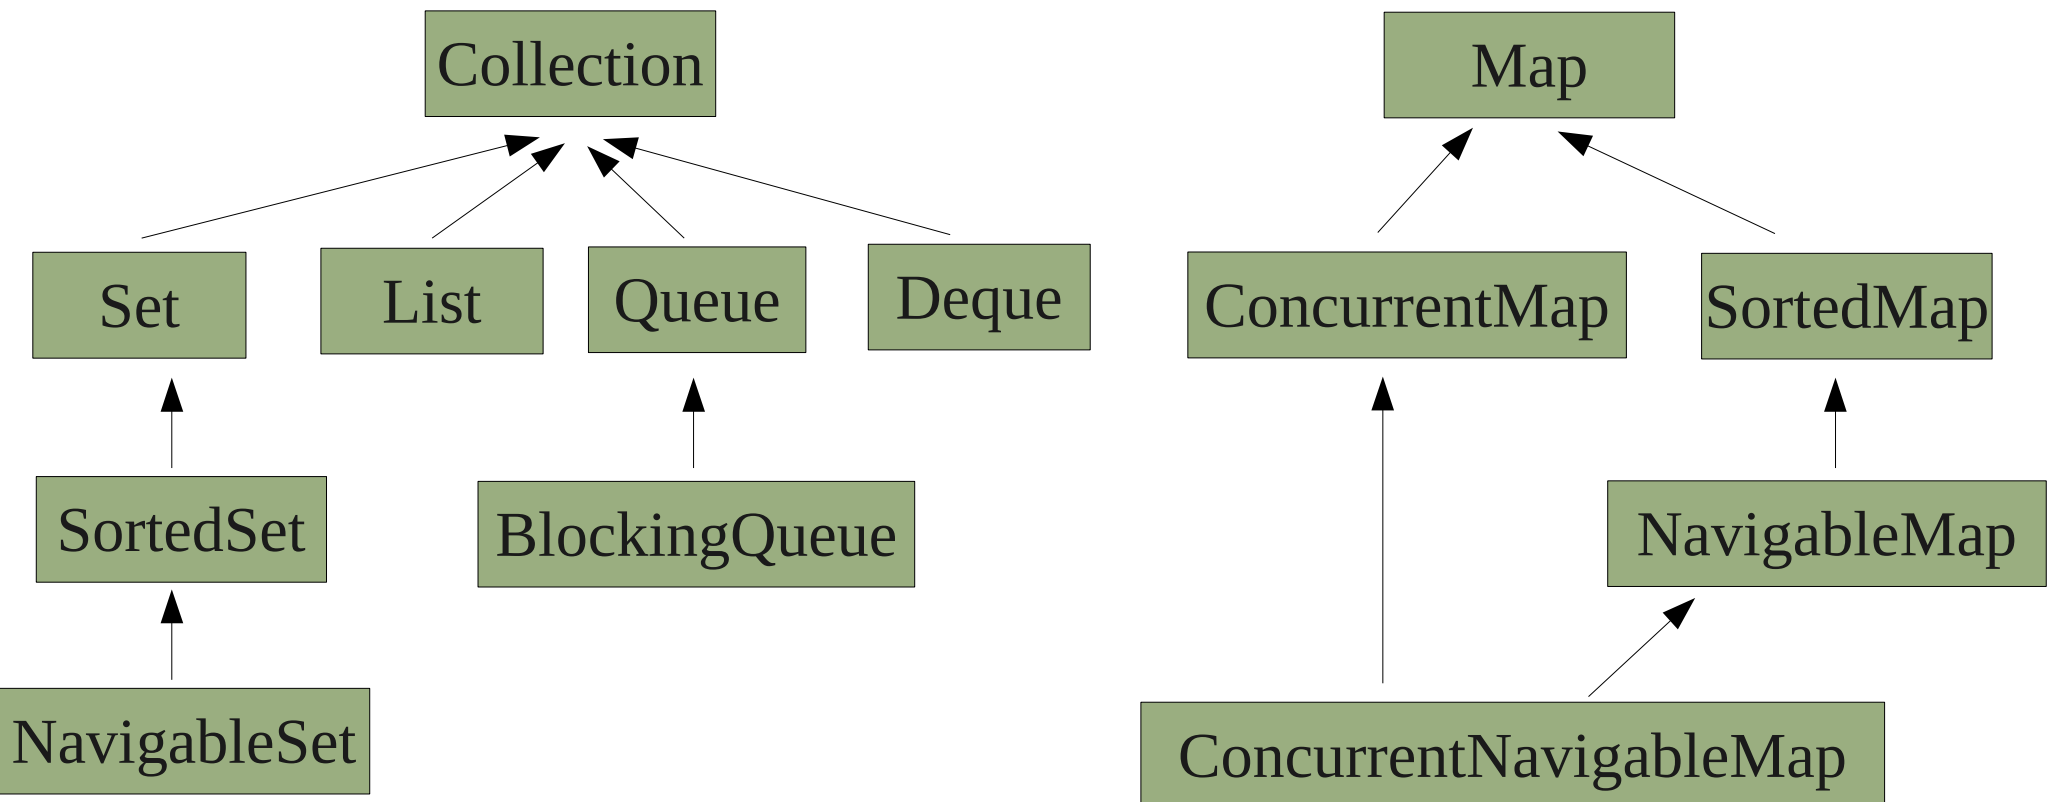 Collection
Map
Set
List
Queue
Deque
ConcurrentMap
SortedMap
SortedSet
BlockingQueue
NavigableMap
NavigableSet
ConcurrentNavigableMap